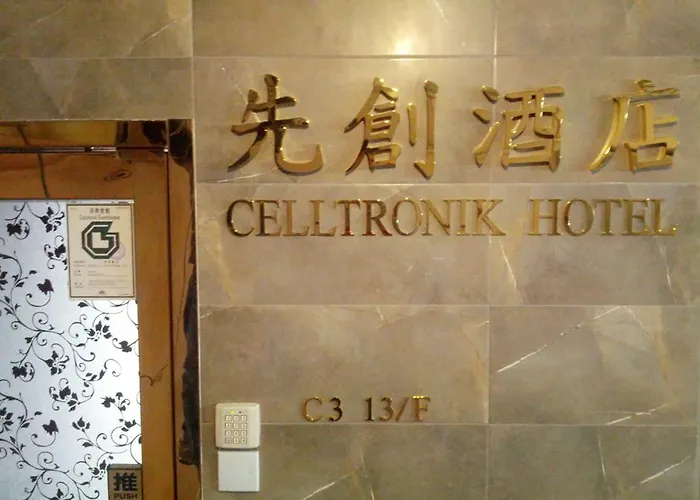 先創酒店
CELLTRONIK HOTEL
C3 13/F
推
PUSH